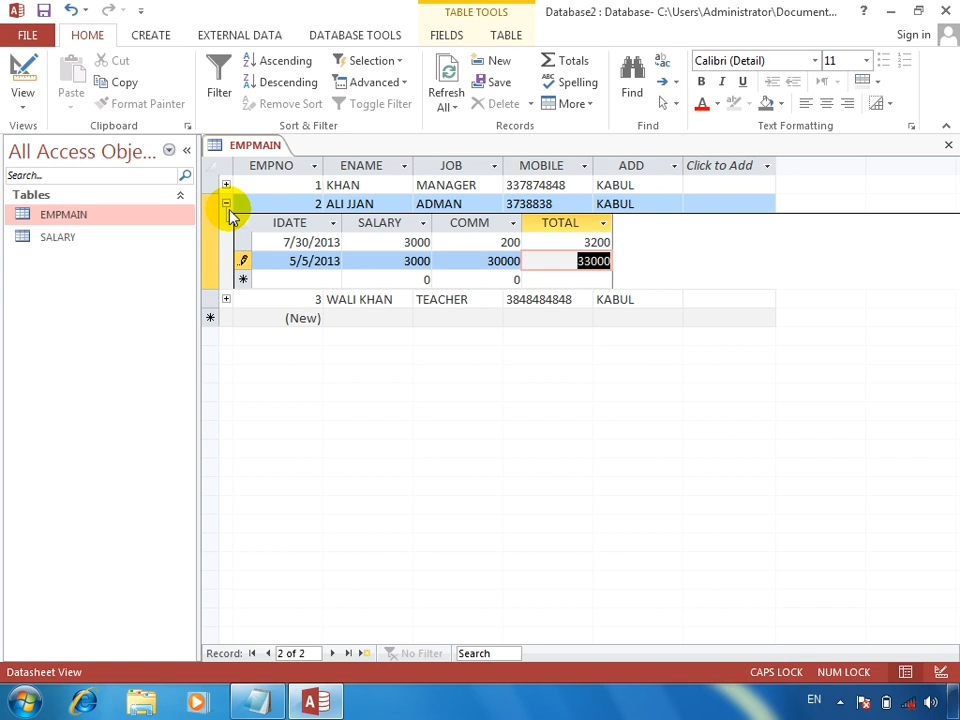 TABLE TOOLS
Database2 : Database- C:\Users\Administrator\Document...
?
FILE
HOME
CREATE
EXTERNAL DATA
DATABASE TOOLS
FIELDS
TABLE
Sign in
View
Views
Paste
Cut
Copy
Format Painter
Clipboard
Filter
Ascending
Descending
Remove Sort
Selection
Advanced
Toggle Filter
Sort & Filter
Refresh
All
New
Save
Delete
Totals
Spelling
More
Records
Find
Find
Calibri (Detail)
11
B I U
A
Text Formatting
All Access Obje...
Search...
Tables
EMPMAIN
SALARY
EMPMAIN
EMPNO ENAME JOB MOBILE ADD Click to Add
1 KHAN MANAGER 337874848 KABUL
2 ALI JJAN ADMAN 3738838 KABUL
IDATE SALARY COMM TOTAL
7/30/2013 3000 200 3200
5/5/2013 3000 30000 33000
0 0
3 WALI KHAN TEACHER 3848484848 KABUL
(New)
Record: 2 of 2 No Filter Search
Datasheet View
CAPS LOCK NUM LOCK
EN